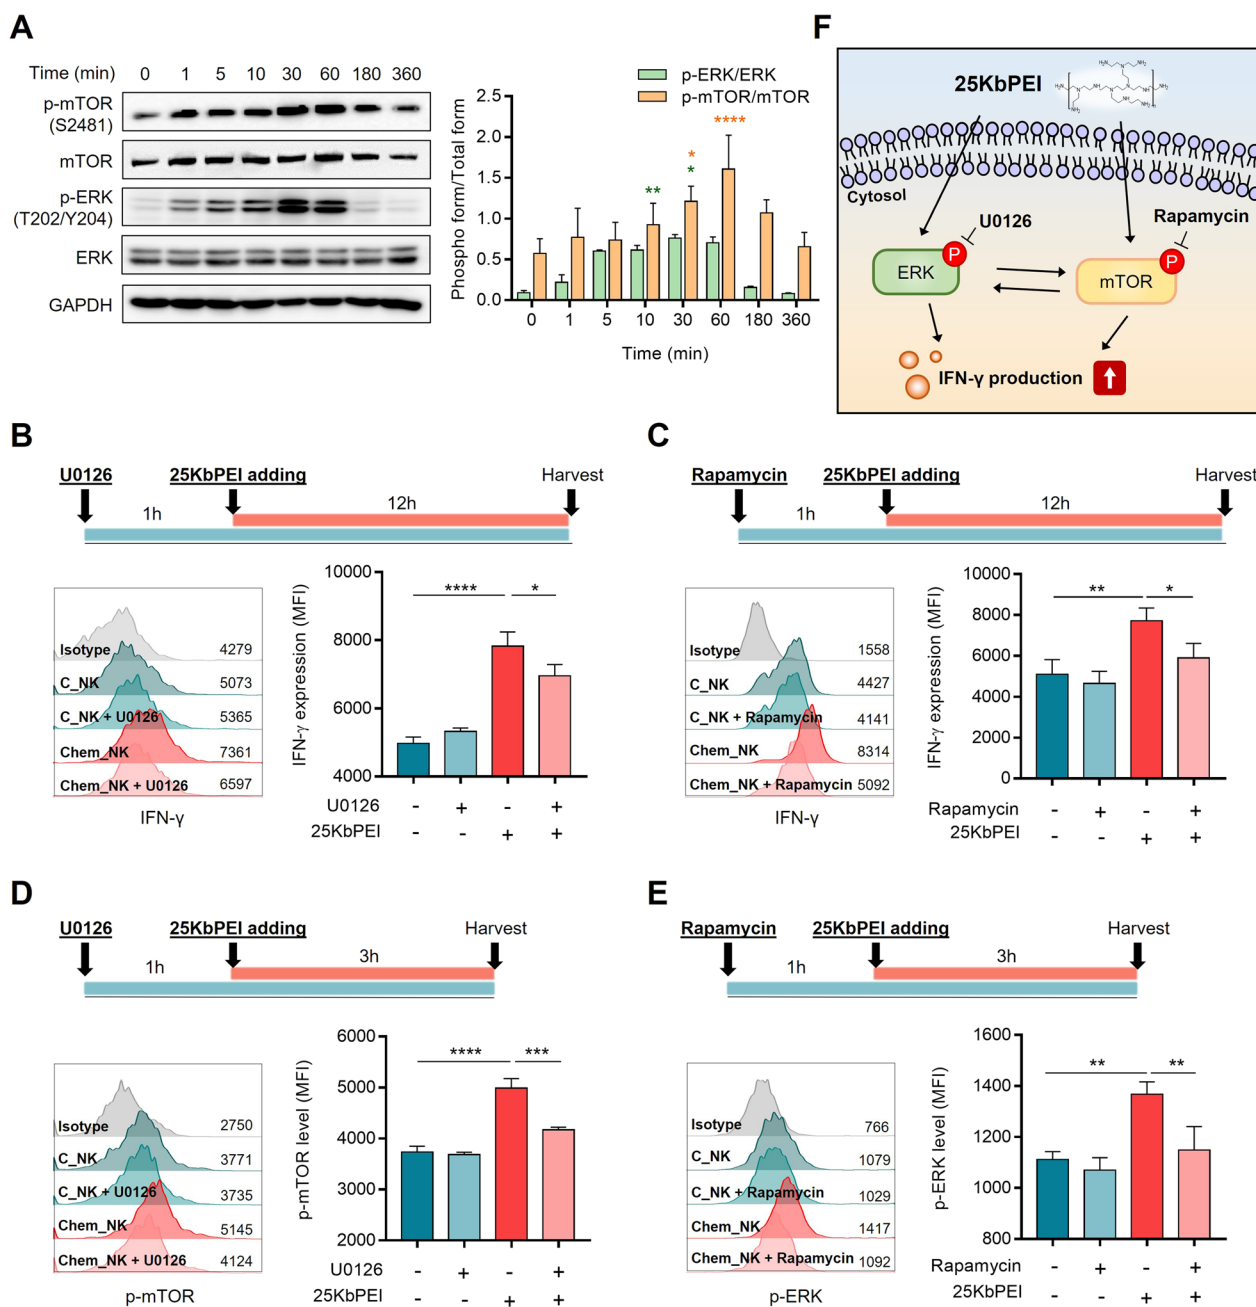 A
Time (min) 0 1 5 10 30 60 180 360
p-mTOR
(S2481)
mTOR
p-ERK
(T202/Y204)
ERK
GAPDH
p-ERK/ERK
p-mTOR/mTOR
Phospho form/Total form
2.5
2.0
1.5
1.0
0.5
0.0
****
*
*
**
0 1 5 10 30 60 180 360
Time (min)
F
25KbPEI
Cytosol
U0126
Rapamycin
P
P
ERK
mTOR
IFN-γ production
B
U0126 25KbPEI adding Harvest
1h 12h
Isotype 4279
C_NK 5073
C_NK + U0126 5365
Chem_NK 7361
Chem_NK + U0126 6597
IFN-γ
IFN-γ expression (MFI)
10000
8000
6000
4000
**** *
U0126 - + - +
25KbPEI - - + +
C
Rapamycin 25KbPEI adding Harvest
1h 12h
Isotype 1558
C_NK 4427
C_NK + Rapamycin 4141
Chem_NK 8314
Chem_NK + Rapamycin 5092
IFN-γ
IFN-γ expression (MFI)
10000
8000
6000
4000
2000
0
** *
Rapamycin - + - +
25KbPEI - - + +
D
U0126 25KbPEI adding Harvest
1h 3h
Isotype 2750
C_NK 3771
C_NK + U0126 3735
Chem_NK 5145
Chem_NK + U0126 4124
p-mTOR
p-mTOR level (MFI)
6000
5000
4000
3000
2000
**** ***
U0126 - + - +
25KbPEI - - + +
E
Rapamycin 25KbPEI adding Harvest
1h 3h
Isotype 766
C_NK 1079
C_NK + Rapamycin 1029
Chem_NK 1417
Chem_NK + Rapamycin 1092
p-ERK
p-ERK level (MFI)
1600
1400
1200
1000
800
** **
Rapamycin - + - +
25KbPEI - - + +